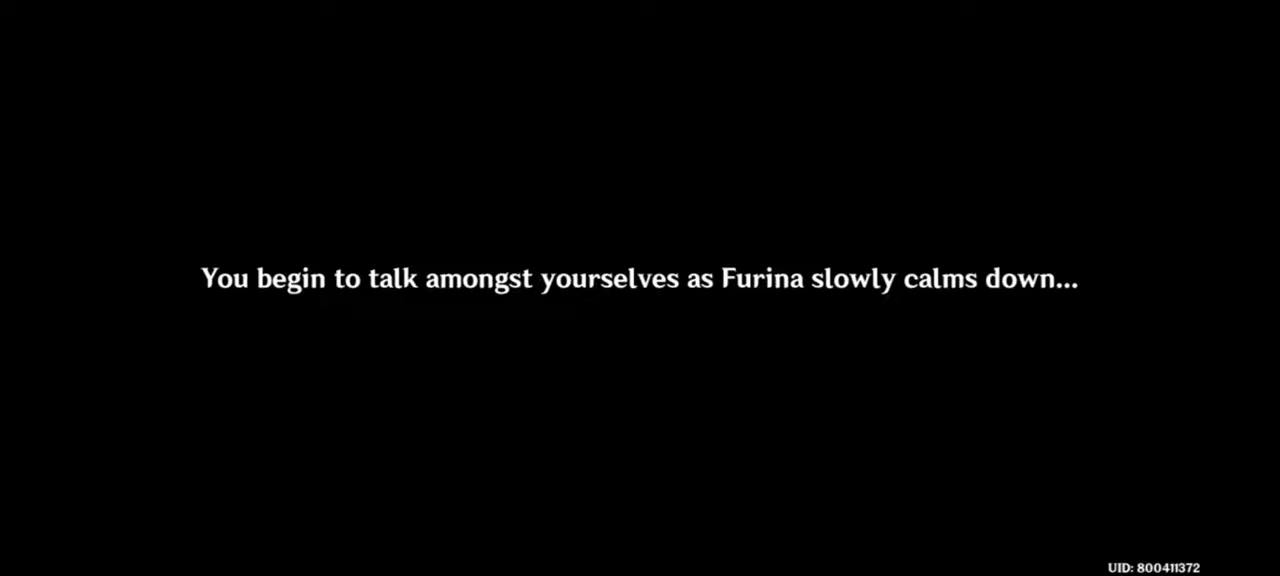 You begin to talk amongst yourselves as Furina slowly calms down...
UID: 800411372